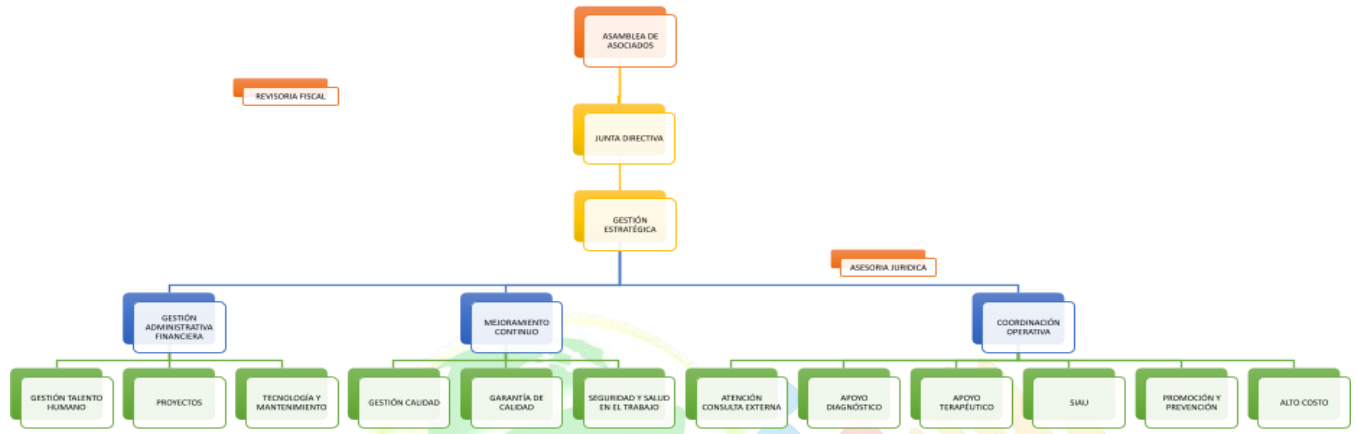 ASAMBLEA DE
ASOCIADOS
REVISORIA FISCAL
JUNTA DIRECTIVA
GESTIÓN
ESTRATÉGICA
ASESORIA JURIDICA
GESTIÓN
ADMINISTRATIVA
FINANCIERA
MEJORAMIENTO
CONTINUO
COORDINACIÓN
OPERATIVA
GESTIÓN TALENTO
HUMANO
PROYECTOS
TECNOLOGÍA Y
MANTENIMIENTO
GESTIÓN CALIDAD
GARANTÍA DE
CALIDAD
SEGURIDAD Y SALUD
EN EL TRABAJO
ATENCIÓN
CONSULTA EXTERNA
APOYO
DIAGNÓSTICO
APOYO
TERAPÉUTICO
SIAU
PROMOCIÓN Y
PREVENCIÓN
ALTO COSTO